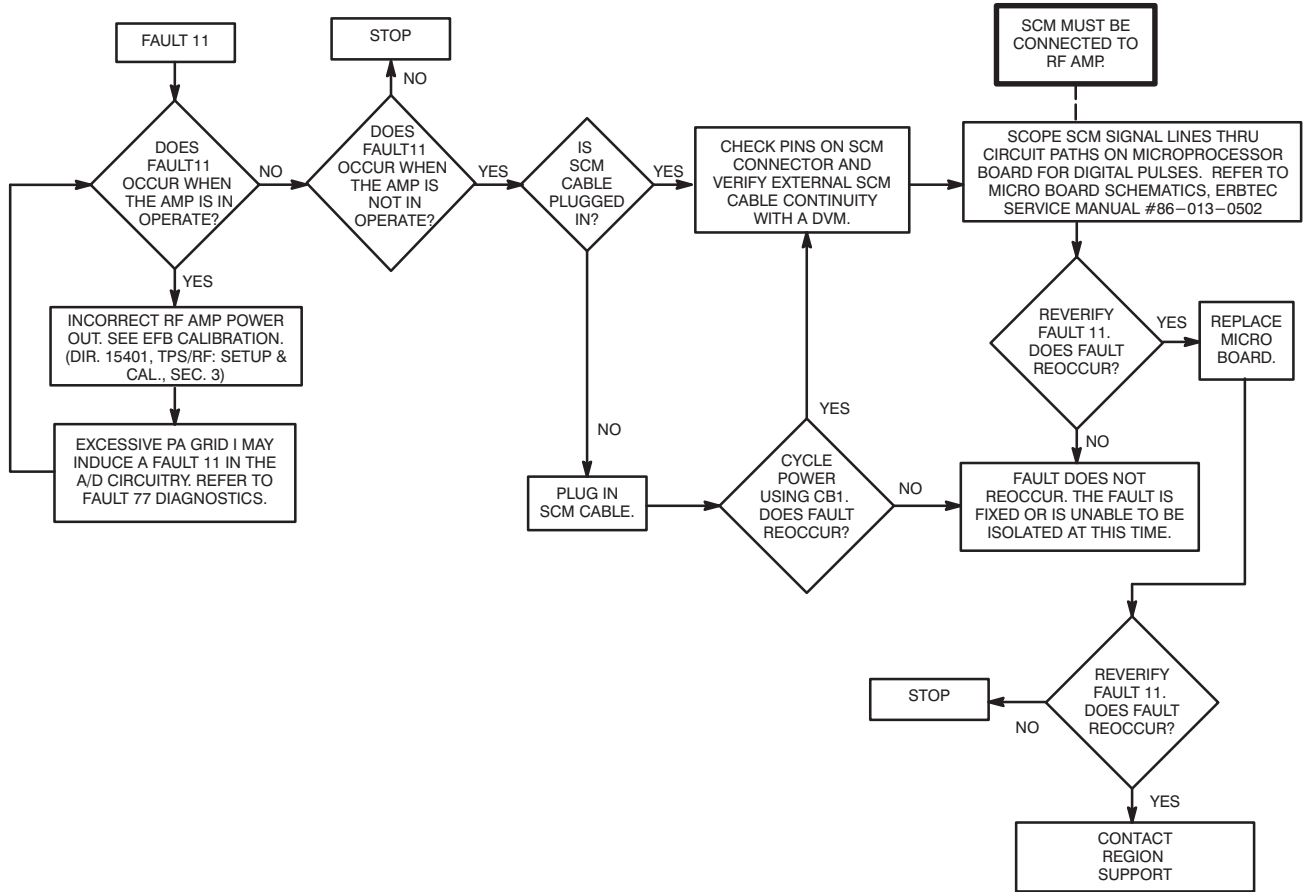 FAULT 11
DOES
FAULT11
OCCUR WHEN
THE AMP IS IN
OPERATE?
NO
YES
INCORRECT RF AMP POWER
OUT. SEE EFB CALIBRATION.
(DIR. 15401, TPS/RF: SETUP &
CAL., SEC. 3)
EXCESSIVE PA GRID I MAY
INDUCE A FAULT 11 IN THE
A/D CIRCUITRY. REFER TO
FAULT 77 DIAGNOSTICS.
STOP
NO
DOES
FAULT11
OCCUR WHEN
THE AMP IS
NOT IN
OPERATE?
YES
IS
SCM
CABLE
PLUGGED
IN?
YES
NO
PLUG IN
SCM CABLE.
CHECK PINS ON SCM
CONNECTOR AND
VERIFY EXTERNAL SCM
CABLE CONTINUITY
WITH A DVM.
YES
CYCLE
POWER
USING CB1.
DOES FAULT
REOCCUR?
NO
SCM MUST BE
CONNECTED TO
RF AMP.
SCOPE SCM SIGNAL LINES THRU
CIRCUIT PATHS ON MICROPROCESSOR
BOARD FOR DIGITAL PULSES. REFER TO
MICRO BOARD SCHEMATICS, ERBTEC
SERVICE MANUAL #86−013−0502
REVERIFY
FAULT 11.
DOES FAULT
REOCCUR?
YES
REPLACE
MICRO
BOARD.
NO
FAULT DOES NOT
REOCCUR. THE FAULT IS
FIXED OR IS UNABLE TO BE
ISOLATED AT THIS TIME.
REVERIFY
FAULT 11.
DOES FAULT
REOCCUR?
NO
STOP
YES
CONTACT
REGION
SUPPORT